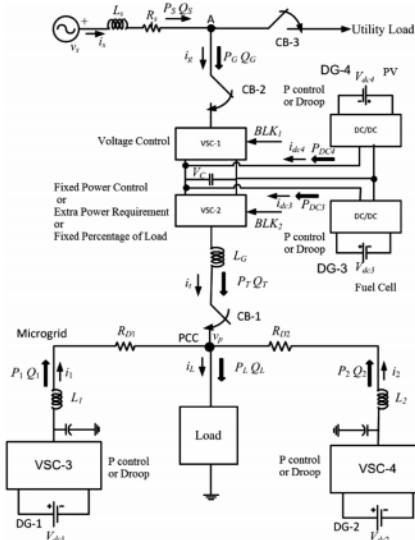 P_S Q_S
L_s
R_s
A
v_s
i_s
CB-3
Utility Load
i_g
P_G Q_G
CB-2
DG-4
V_dc4
PV
P control
or Droop
Voltage Control
VSC-1
BLK_1
i_dc4
P_DC4
DC/DC
V_C
Fixed Power Control
or
Extra Power Requirement
or
Fixed Percentage of Load
VSC-2
BLK_2
i_dc3
P_DC3
DC/DC
P control
or Droop
DG-3
V_dc3
Fuel Cell
L_G
i_t
P_T Q_T
CB-1
Microgrid
R_D1
PCC
v_p
R_D2
P_1 Q_1
i_1
i_L
P_L Q_L
P_2 Q_2
i_2
L_1
L_2
Load
VSC-3
P control
or Droop
P control
or Droop
VSC-4
DG-1
V_dc1
DG-2
V_dc2